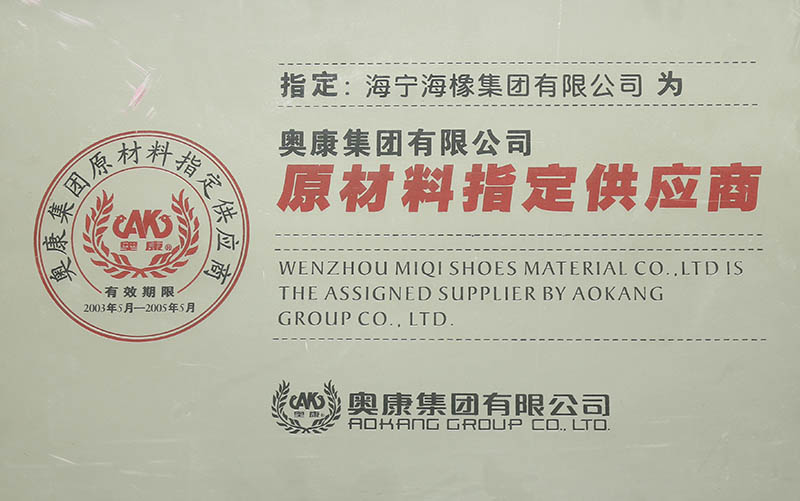 指定：海宁海橡集团有限公司 为
奥康集团有限公司
原材料指定供应商
WENZHOU MIQI SHOES MATERIAL CO.,LTD IS
THE ASSIGNED SUPPLIER BY AOKANG
GROUP CO., LTD.
奥康集团原材料指定供应商
AK
奥康®
有效期限
2003年5月—2005年5月
AK
奥康
奥康集团有限公司
AOKANG GROUP CO., LTD.